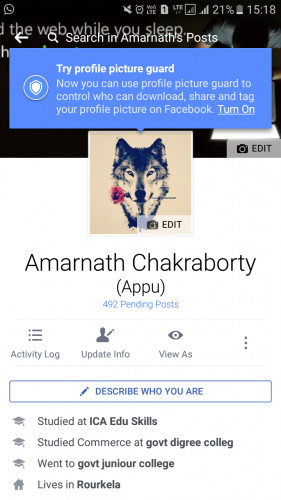 21% 15:18
d the web while you sleep
Search in Amarnath's Posts
Try profile picture guard
Now you can use profile picture guard to
control who can download, share and tag
your profile picture on Facebook. Turn On
EDIT
EDIT
Amarnath Chakraborty
(Appu)
492 Pending Posts
Activity Log
Update Info
View As
DESCRIBE WHO YOU ARE
Studied at ICA Edu Skills
Studied Commerce at govt digree colleg
Went to govt juniour college
Lives in Rourkela